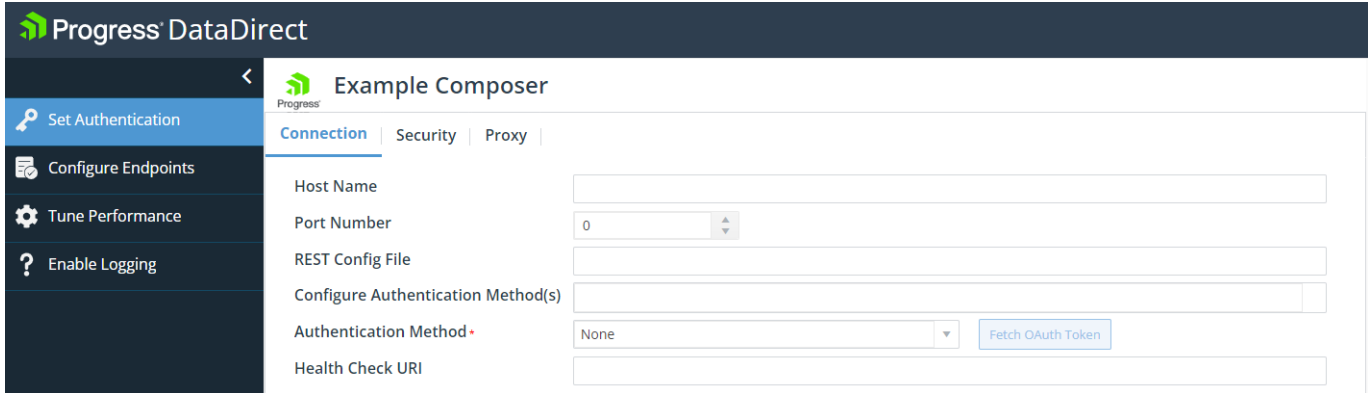 Progress® DataDirect
Progress®
Example Composer
Set Authentication
Configure Endpoints
Tune Performance
Enable Logging
Connection Security Proxy
Host Name
Port Number 0
REST Config File
Configure Authentication Method(s)
Authentication Method * None Fetch OAuth Token
Health Check URI